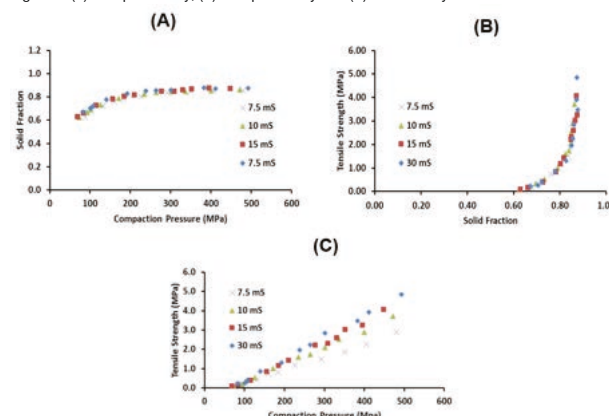 (A)
1.2
1.0
0.8
0.6
0.4
0.2
0.0
Solid Fraction
7.5 mS
10 mS
15 mS
7.5 mS
0 100 200 300 400 500 600
Compaction Pressure (MPa)
(B)
6.00
5.00
4.00
3.00
2.00
1.00
0.00
Tensile Strength (MPa)
7.5 mS
10 mS
15 mS
30 mS
0.00 0.20 0.40 0.60 0.80 1.0
Solid Fraction
(C)
6.0
5.0
4.0
3.0
2.0
1.0
0.0
Tensile Strength (MPa)
7.5 mS
10 mS
15 mS
30 mS
0 100 200 300 400 500 600
Compaction Pressure (Mpa)